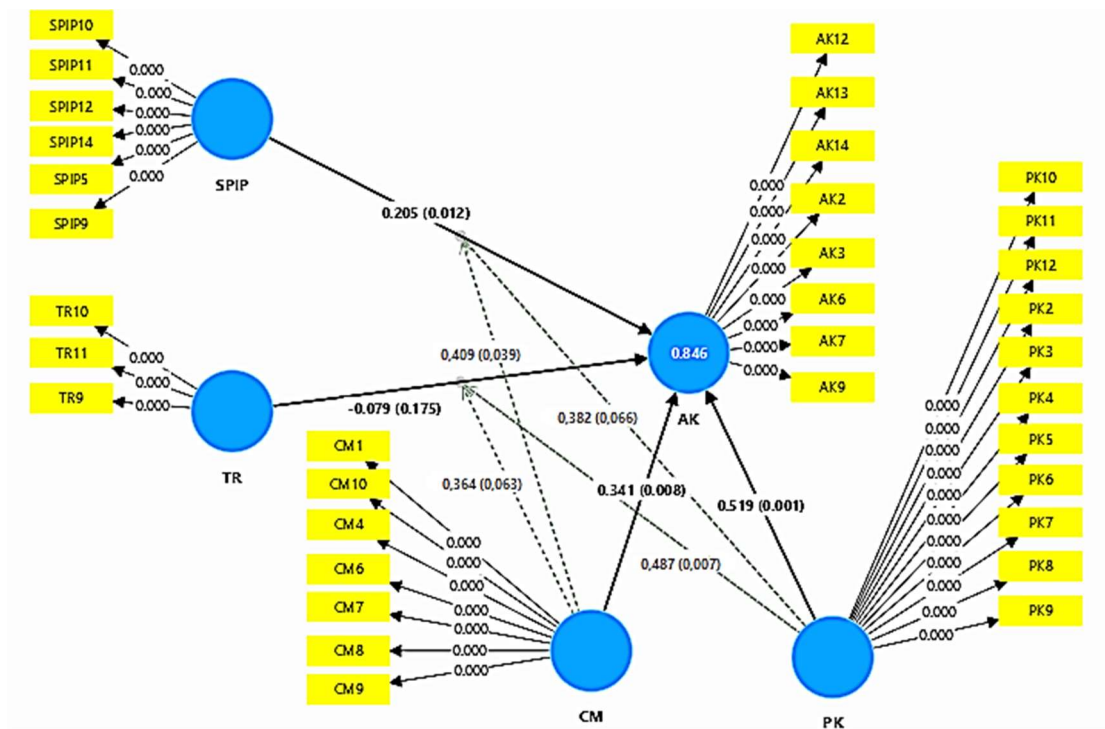 SPIP10
SPIP11
SPIP12
SPIP14
SPIP5
SPIP9
0.000
0.000
0.000
0.000
0.000
0.000
SPIP
0.205 (0.012)
TR10
TR11
TR9
0.000
0.000
0.000
TR
-0.079 (0.175)
0,409 (0,039)
0,382 (0,066)
0,364 (0,063)
0.341 (0.008)
0.519 (0.001)
0,487 (0,007)
CM1
CM10
CM4
CM6
CM7
CM8
CM9
0.000
0.000
0.000
0.000
0.000
0.000
0.000
CM
0.846
AK
AK12
AK13
AK14
AK2
AK3
AK6
AK7
AK9
0.000
0.000
0.000
0.000
0.000
0.000
0.000
0.000
PK10
PK11
PK12
PK2
PK3
PK4
PK5
PK6
PK7
PK8
PK9
0.000
0.000
0.000
0.000
0.000
0.000
0.000
0.000
0.000
0.000
0.000
PK